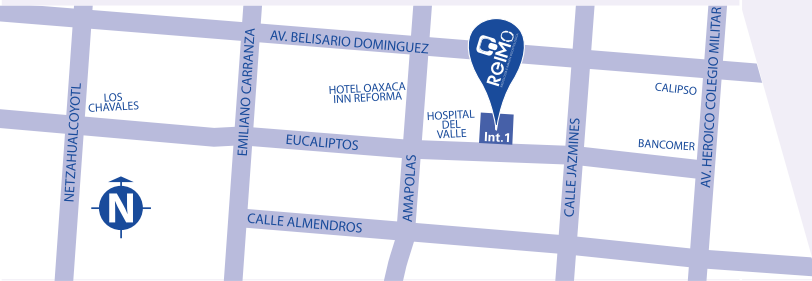 AV. BELISARIO DOMINGUEZ
REIMO
EMILIANO CARRANZA
AV. HEROICO COLEGIO MILITAR
NETZAHUALCOYOTL
LOS
CHAVALES
HOTEL OAXACA
INN REFORMA
CALIPSO
HOSPITAL
DEL
VALLE
Int.1
EUCALIPTOS
BANCOMER
CALLE JAZMINES
AMAPOLAS
N
CALLE ALMENDROS